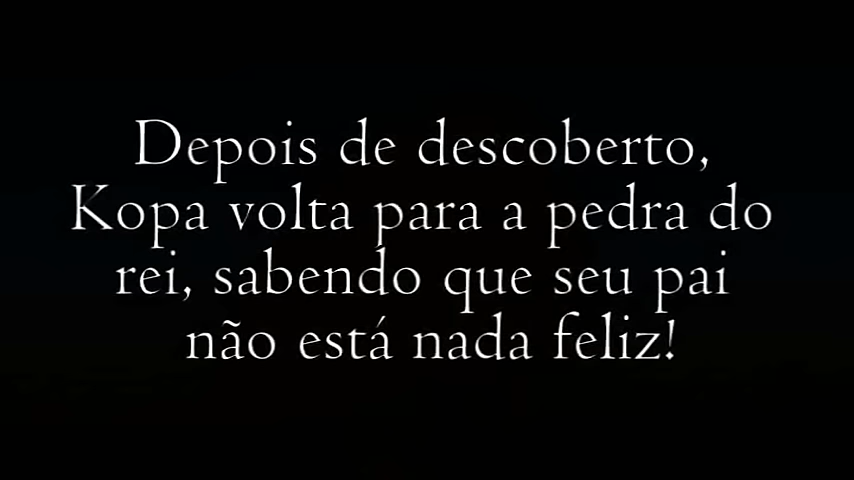 Depois de descoberto,
Kopa volta para a pedra do
rei, sabendo que seu pai
não está nada feliz!